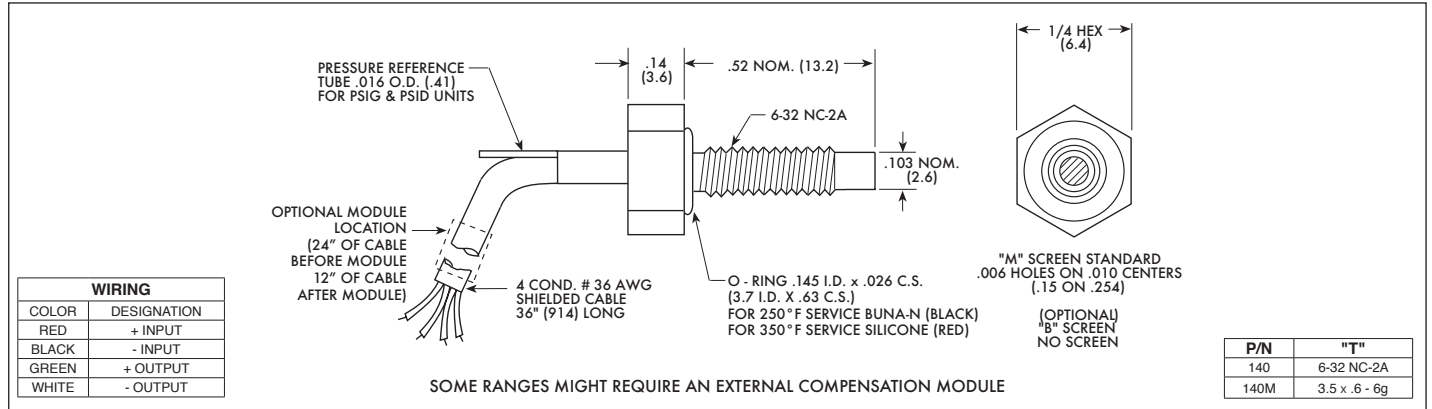 1/4 HEX
(6.4)
.14
(3.6)
.52 NOM. (13.2)
PRESSURE REFERENCE
TUBE .016 O.D. (.41)
FOR PSIG & PSID UNITS
6-32 NC-2A
.103 NOM.
(2.6)
OPTIONAL MODULE
LOCATION
(24" OF CABLE
BEFORE MODULE
12" OF CABLE
AFTER MODULE)
4 COND. # 36 AWG
SHIELDED CABLE
36" (914) LONG
O - RING .145 I.D. x .026 C.S.
(3.7 I.D. X .63 C.S.)
FOR 250°F SERVICE BUNA-N (BLACK)
FOR 350°F SERVICE SILICONE (RED)
"M" SCREEN STANDARD
.006 HOLES ON .010 CENTERS
(.15 ON .254)
(OPTIONAL)
"B" SCREEN
NO SCREEN
WIRING
COLOR DESIGNATION
RED + INPUT
BLACK - INPUT
GREEN + OUTPUT
WHITE - OUTPUT
P/N "T"
140 6-32 NC-2A
140M 3.5 x .6 - 6g
SOME RANGES MIGHT REQUIRE AN EXTERNAL COMPENSATION MODULE